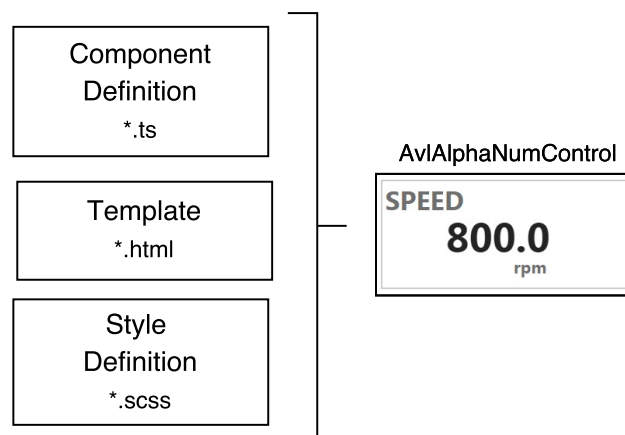 Component
Definition
*.ts
Template
*.html
Style
Definition
*.scss
AvlAlphaNumControl
SPEED
800.0
rpm